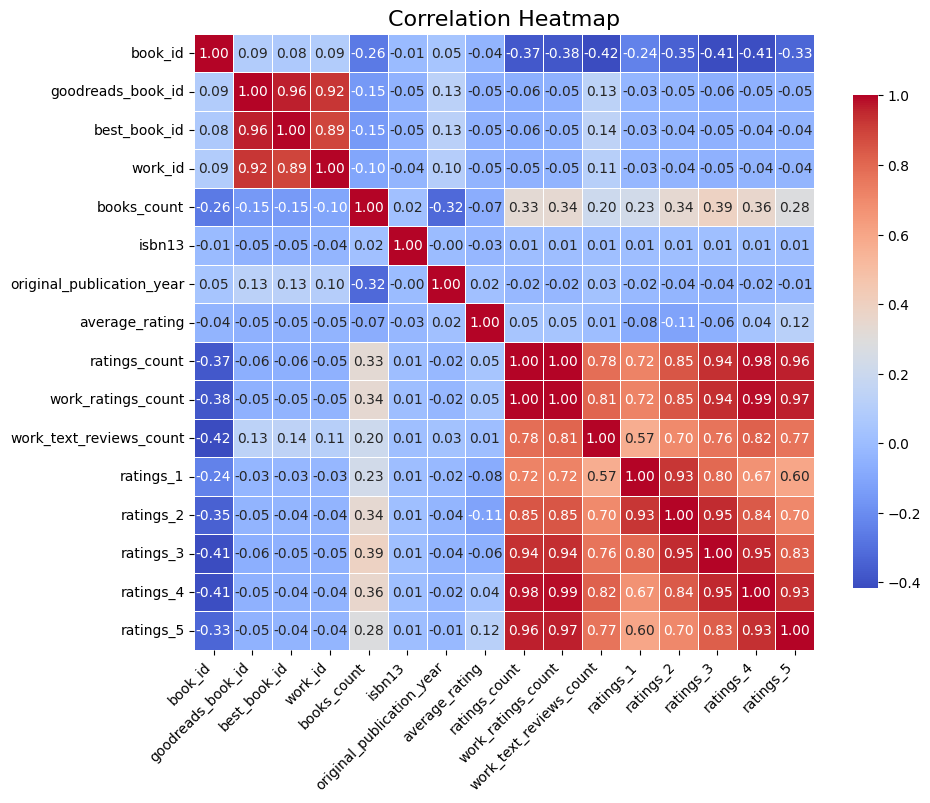 Correlation Heatmap
book_id 1.00 0.09 0.08 0.09 -0.26 -0.01 0.05 -0.04 -0.37 -0.38 -0.42 -0.24 -0.35 -0.41 -0.41 -0.33
goodreads_book_id 0.09 1.00 0.96 0.92 -0.15 -0.05 0.13 -0.05 -0.06 -0.05 0.13 -0.03 -0.05 -0.06 -0.05 -0.05
best_book_id 0.08 0.96 1.00 0.89 -0.15 -0.05 0.13 -0.05 -0.06 -0.05 0.14 -0.03 -0.04 -0.05 -0.04 -0.04
work_id 0.09 0.92 0.89 1.00 -0.10 -0.04 0.10 -0.05 -0.05 -0.05 0.11 -0.03 -0.04 -0.05 -0.04 -0.04
books_count -0.26 -0.15 -0.15 -0.10 1.00 0.02 -0.32 -0.07 0.33 0.34 0.20 0.23 0.34 0.39 0.36 0.28
isbn13 -0.01 -0.05 -0.05 -0.04 0.02 1.00 -0.00 -0.03 0.01 0.01 0.01 0.01 0.01 0.01 0.01 0.01
original_publication_year 0.05 0.13 0.13 0.10 -0.32 -0.00 1.00 0.02 -0.02 -0.02 0.03 -0.02 -0.04 -0.04 -0.02 -0.01
average_rating -0.04 -0.05 -0.05 -0.05 -0.07 -0.03 0.02 1.00 0.05 0.05 0.01 -0.08 -0.11 -0.06 0.04 0.12
ratings_count -0.37 -0.06 -0.06 -0.05 0.33 0.01 -0.02 0.05 1.00 1.00 0.78 0.72 0.85 0.94 0.98 0.96
work_ratings_count -0.38 -0.05 -0.05 -0.05 0.34 0.01 -0.02 0.05 1.00 1.00 0.81 0.72 0.85 0.94 0.99 0.97
work_text_reviews_count -0.42 0.13 0.14 0.11 0.20 0.01 0.03 0.01 0.78 0.81 1.00 0.57 0.70 0.76 0.82 0.77
ratings_1 -0.24 -0.03 -0.03 -0.03 0.23 0.01 -0.02 -0.08 0.72 0.72 0.57 1.00 0.93 0.80 0.67 0.60
ratings_2 -0.35 -0.05 -0.04 -0.04 0.34 0.01 -0.04 -0.11 0.85 0.85 0.70 0.93 1.00 0.95 0.84 0.70
ratings_3 -0.41 -0.06 -0.05 -0.05 0.39 0.01 -0.04 -0.06 0.94 0.94 0.76 0.80 0.95 1.00 0.95 0.83
ratings_4 -0.41 -0.05 -0.04 -0.04 0.36 0.01 -0.02 0.04 0.98 0.99 0.82 0.67 0.84 0.95 1.00 0.93
ratings_5 -0.33 -0.05 -0.04 -0.04 0.28 0.01 -0.01 0.12 0.96 0.97 0.77 0.60 0.70 0.83 0.93 1.00
book_id
goodreads_book_id
best_book_id
work_id
books_count
isbn13
original_publication_year
average_rating
ratings_count
work_ratings_count
work_text_reviews_count
ratings_1
ratings_2
ratings_3
ratings_4
ratings_5
1.0
0.8
0.6
0.4
0.2
0.0
−0.2
−0.4